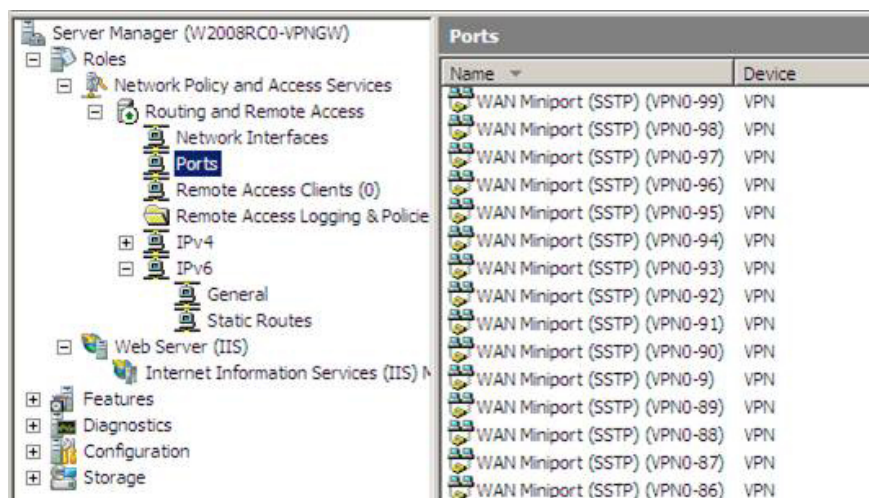 Server Manager (W2008RC0-VPNGW)
Roles
Network Policy and Access Services
Routing and Remote Access
Network Interfaces
Ports
Remote Access Clients (0)
Remote Access Logging & Policie
IPv4
IPv6
General
Static Routes
Web Server (IIS)
Internet Information Services (IIS) M
Features
Diagnostics
Configuration
Storage
Ports
Name Device
WAN Miniport (SSTP) (VPN0-99) VPN
WAN Miniport (SSTP) (VPN0-98) VPN
WAN Miniport (SSTP) (VPN0-97) VPN
WAN Miniport (SSTP) (VPN0-96) VPN
WAN Miniport (SSTP) (VPN0-95) VPN
WAN Miniport (SSTP) (VPN0-94) VPN
WAN Miniport (SSTP) (VPN0-93) VPN
WAN Miniport (SSTP) (VPN0-92) VPN
WAN Miniport (SSTP) (VPN0-91) VPN
WAN Miniport (SSTP) (VPN0-90) VPN
WAN Miniport (SSTP) (VPN0-9) VPN
WAN Miniport (SSTP) (VPN0-89) VPN
WAN Miniport (SSTP) (VPN0-88) VPN
WAN Miniport (SSTP) (VPN0-87) VPN
WAN Miniport (SSTP) (VPN0-86) VPN